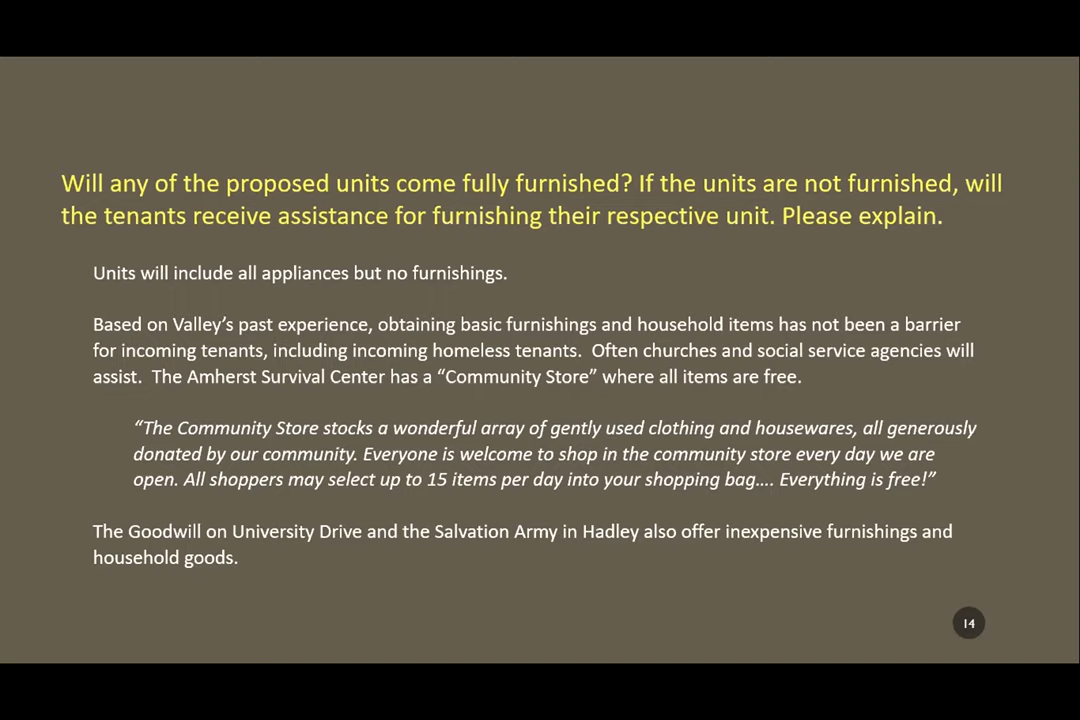 Will any of the proposed units come fully furnished? If the units are not furnished, will
the tenants receive assistance for furnishing their respective unit. Please explain.
Units will include all appliances but no furnishings.
Based on Valley’s past experience, obtaining basic furnishings and household items has not been a barrier
for incoming tenants, including incoming homeless tenants.  Often churches and social service agencies will
assist.  The Amherst Survival Center has a “Community Store” where all items are free.
“The Community Store stocks a wonderful array of gently used clothing and housewares, all generously
donated by our community. Everyone is welcome to shop in the community store every day we are
open. All shoppers may select up to 15 items per day into your shopping bag…. Everything is free!”
The Goodwill on University Drive and the Salvation Army in Hadley also offer inexpensive furnishings and
household goods.
14